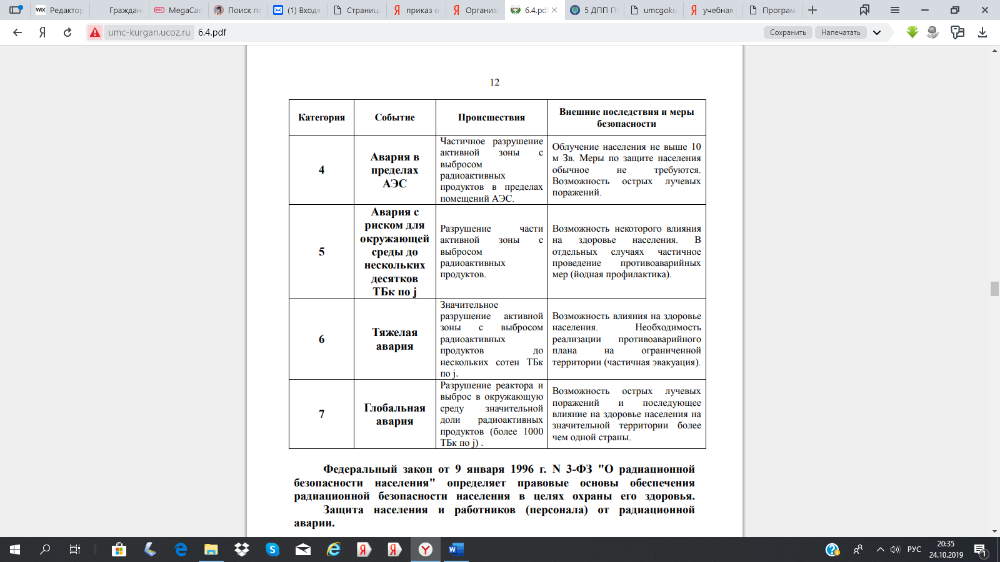 WIX Редактор
Граждан
mc MegaCam
Поиск по
(1) Входя
Страница
Я приказ о
Я Организа
6.4.pdf
5 ДПП П
umcgoku
Я учебная
Програм
Я
umc-kurgan.ucoz.ru 6.4.pdf
Сохранить
Напечатать
12
Категория
Событие
Происшествия
Внешние последствия и меры
безопасности
4
Авария в
пределах
АЭС
Частичное разрушение
активной зоны с
выбросом
радиоактивных
продуктов в пределах
помещений АЭС.
Облучение населения не выше 10
м Зв. Меры по защите населения
обычное не требуются.
Возможность острых лучевых
поражений.
5
Авария с
риском для
окружающей
среды до
нескольких
десятков
ТБк по j
Разрушение части
активной зоны с
выбросом
радиоактивных
продуктов.
Возможность некоторого влияния
на здоровье населения. В
отдельных случаях частичное
проведение противоаварийных
мер (йодная профилактика).
6
Тяжелая
авария
Значительное
разрушение активной
зоны с выбросом
радиоактивных
продуктов до
нескольких сотен ТБк
по j.
Возможность влияния на здоровье
населения. Необходимость
реализации противоаварийного
плана на ограниченной
территории (частичная эвакуация).
7
Глобальная
авария
Разрушение реактора и
выброс в окружающую
среду значительной
доли радиоактивных
продуктов (более 1000
ТБк по j) .
Возможность острых лучевых
поражений и последующее
влияние на здоровье населения на
значительной территории более
чем одной страны.
Федеральный закон от 9 января 1996 г. N 3-ФЗ "О радиационной
безопасности населения" определяет правовые основы обеспечения
радиационной безопасности населения в целях охраны его здоровья.
Защита населения и работников (персонала) от радиационной
аварии.
РУС
20:35
24.10.2019
1